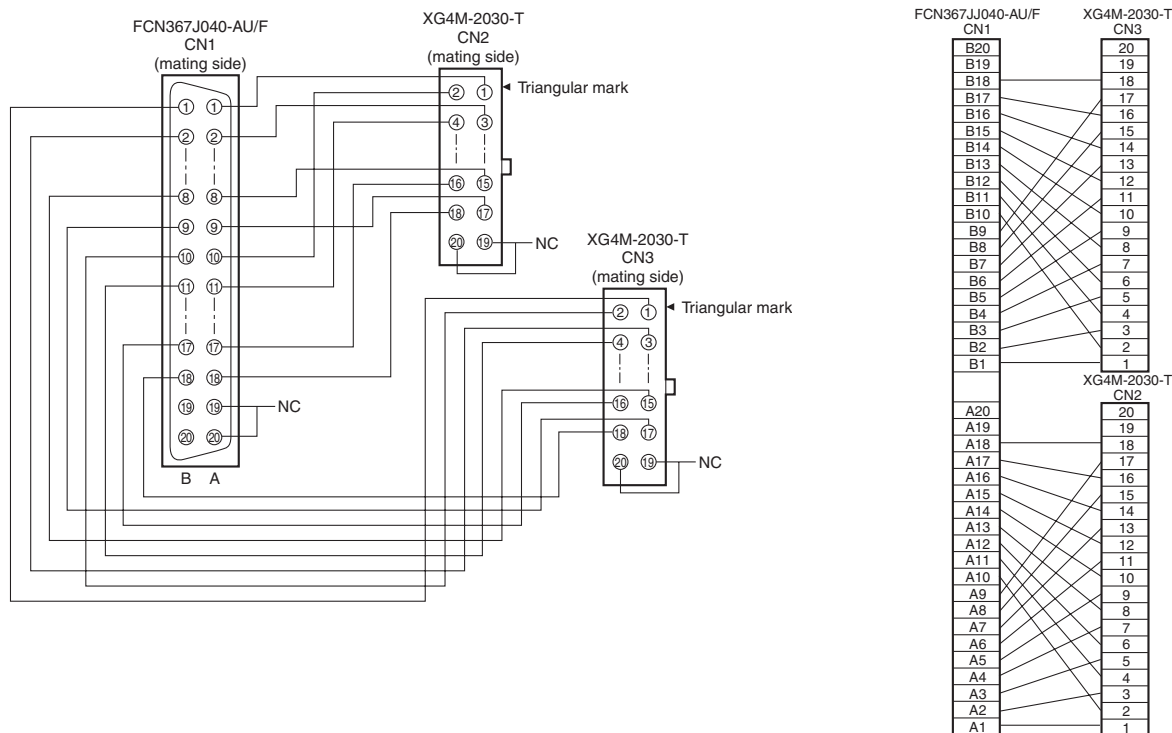 FCN367J040-AU/F
CN1
(mating side)
XG4M-2030-T
CN2
(mating side)
Triangular mark
1 1
2 2
8 8
9 9
10 10
11 11
17 17
18 18
19 19
20 20
NC
B A
2 1
4 3
16 15
18 17
20 19
NC
XG4M-2030-T
CN3
(mating side)
Triangular mark
2 1
4 3
16 15
18 17
20 19
NC
FCN367JJ040-AU/F
CN1
XG4M-2030-T
CN3
B20 20
B19 19
B18 18
B17 17
B16 16
B15 15
B14 14
B13 13
B12 12
B11 11
B10 10
B9 9
B8 8
B7 7
B6 6
B5 5
B4 4
B3 3
B2 2
B1 1
XG4M-2030-T
CN2
A20 20
A19 19
A18 18
A17 17
A16 16
A15 15
A14 14
A13 13
A12 12
A11 11
A10 10
A9 9
A8 8
A7 7
A6 6
A5 5
A4 4
A3 3
A2 2
A1 1